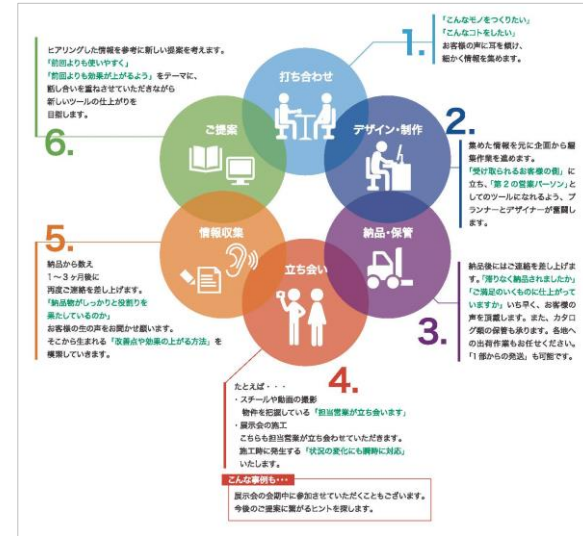 1.
「こんなモノをつくりたい」
「こんなコトをしたい」
お客様の声に耳を傾け、
細かく情報を集めます。
打ち合わせ
2.
デザイン・制作
集めた情報を元に企画から編
集作業を進めます。
「受け取られるお客様の側」に
立ち、「第2の営業パーソン」と
してのツールになれるよう、プ
ランナーとデザイナーが奮闘し
ます。
3.
納品・保管
納品後にはご連絡を差し上げま
す。「滞りなく納品されましたか」
「ご満足のいくものに仕上がって
いますか」いち早く、お客様の
声を頂戴します。また、カタロ
グ類の保管も承ります。各地へ
の出荷作業もお任せください。
「1部からの発送」も可能です。
4.
立ち会い
たとえば・・・
・スチールや動画の撮影
物件を把握している「担当営業が立ち会います」
・展示会の施工
こちらも担当営業が立ち会わせていただきます。
施工時に発生する「状況の変化にも瞬時に対応」
いたします。
こんな事例も・・・
展示会の会期中に参加させていただくこともございます。
今後のご提案に繋がるヒントを探します。
5.
情報収集
納品から数え
1〜3ヶ月後に
再度ご連絡を差し上げます。
「納品物がしっかりと役割りを
果たしているのか」
お客様の生の声をお聞かせ願います。
そこから生まれる「改善点や効果の上がる方法」を
模索していきます。
6.
ご提案
ヒアリングした情報を参考に新しい提案を考えます。
「前回よりも使いやすく」
「前回よりも効果が上がるよう」をテーマに、
話し合いを重ねさせていただきながら
新しいツールの仕上がりを
目指します。